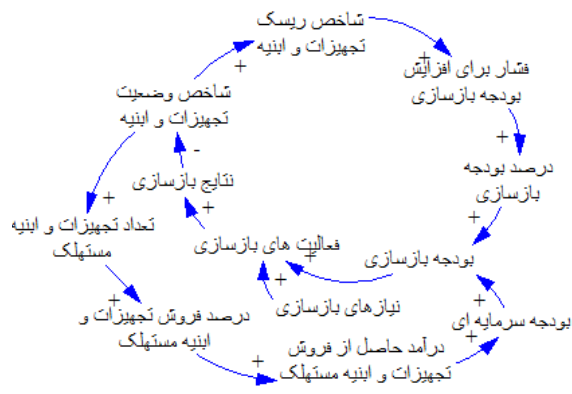 شاخص ریسک
تجهیزات و ابنیه
+
فشار برای افزایش
بودجه بازسازی
+
شاخص وضعیت
تجهیزات و ابنیه
+
درصد بودجه
بازسازی
-
نتایج بازسازی
+
تعداد تجهیزات و ابنیه
مستهلک
+
فعالیت های بازسازی
+
بودجه بازسازی
+
نیازهای بازسازی
+
درصد فروش تجهیزات و
ابنیه مستهلک
+
بودجه سرمایه ای
+
درآمد حاصل از فروش
تجهیزات و ابنیه مستهلک
+
+